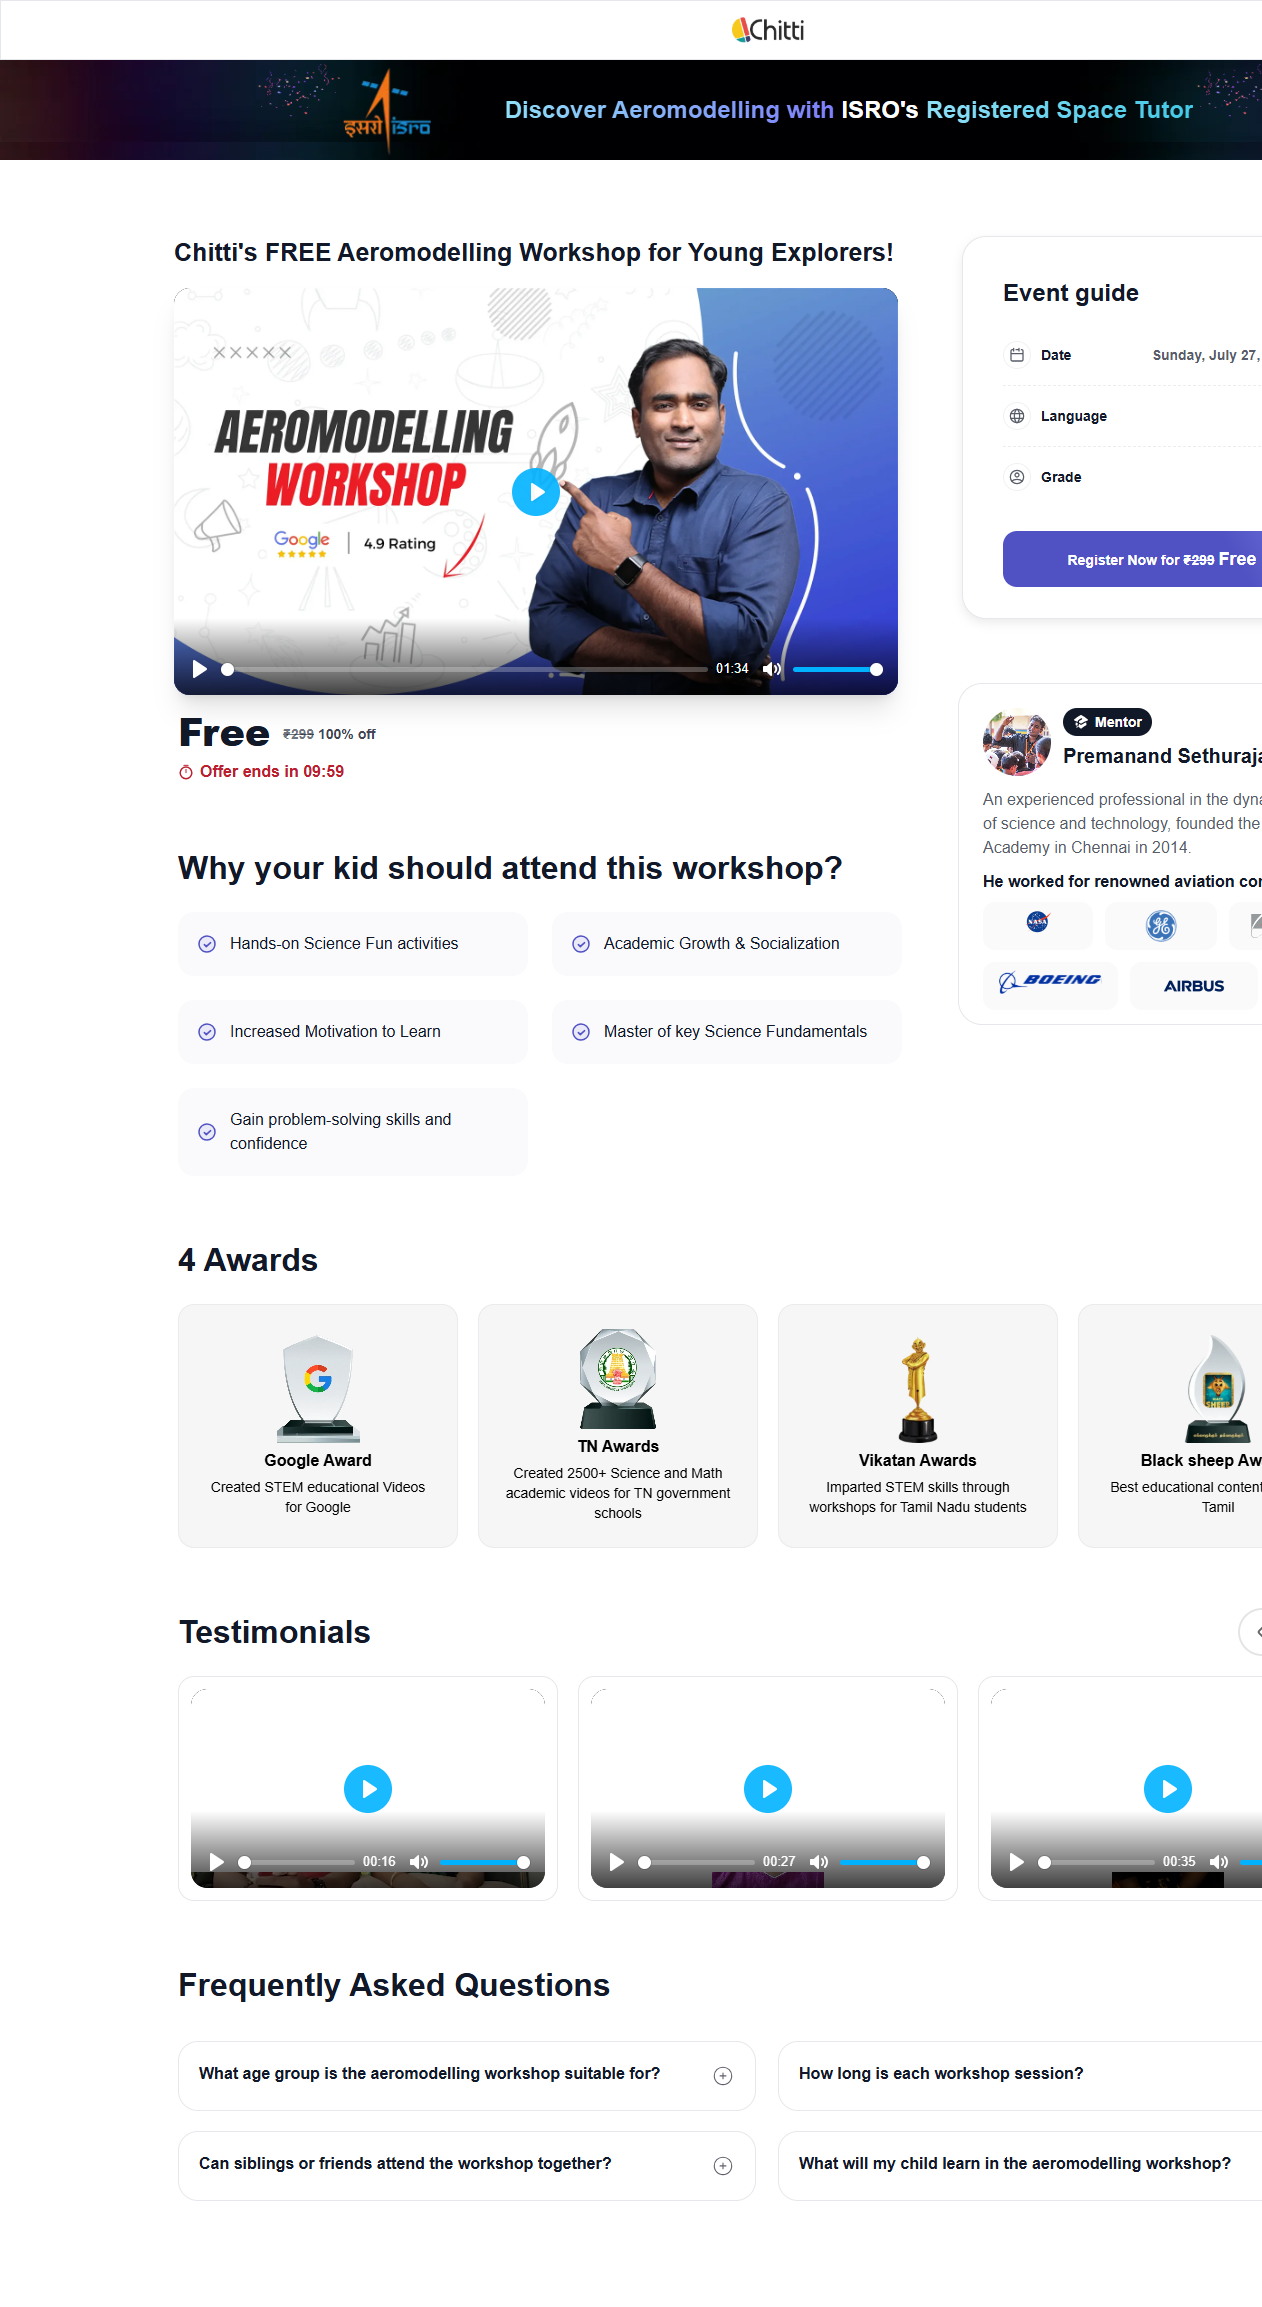 Chitti
इसरो isro
Discover Aeromodelling with ISRO's Registered Space Tutor
Chitti's FREE Aeromodelling Workshop for Young Explorers!
AEROMODELLING
WORKSHOP
Google
4.9 Rating
01:34
Free ₹299 100% off
Offer ends in 09:59
Event guide
Date Sunday, July 27,
Language
Grade
Register Now for ₹299 Free
Mentor
Premanand Sethuraja
An experienced professional in the dyna
of science and technology, founded the
Academy in Chennai in 2014.
He worked for renowned aviation cor
NASA
BOEING
AIRBUS
Why your kid should attend this workshop?
Hands-on Science Fun activities
Academic Growth & Socialization
Increased Motivation to Learn
Master of key Science Fundamentals
Gain problem-solving skills and
confidence
4 Awards
Google Award
Created STEM educational Videos
for Google
TN Awards
Created 2500+ Science and Math
academic videos for TN government
schools
Vikatan Awards
Imparted STEM skills through
workshops for Tamil Nadu students
SHEEP
Black sheep Aw
Best educational content
Tamil
Testimonials
00:16
00:27
00:35
Frequently Asked Questions
What age group is the aeromodelling workshop suitable for?
How long is each workshop session?
Can siblings or friends attend the workshop together?
What will my child learn in the aeromodelling workshop?